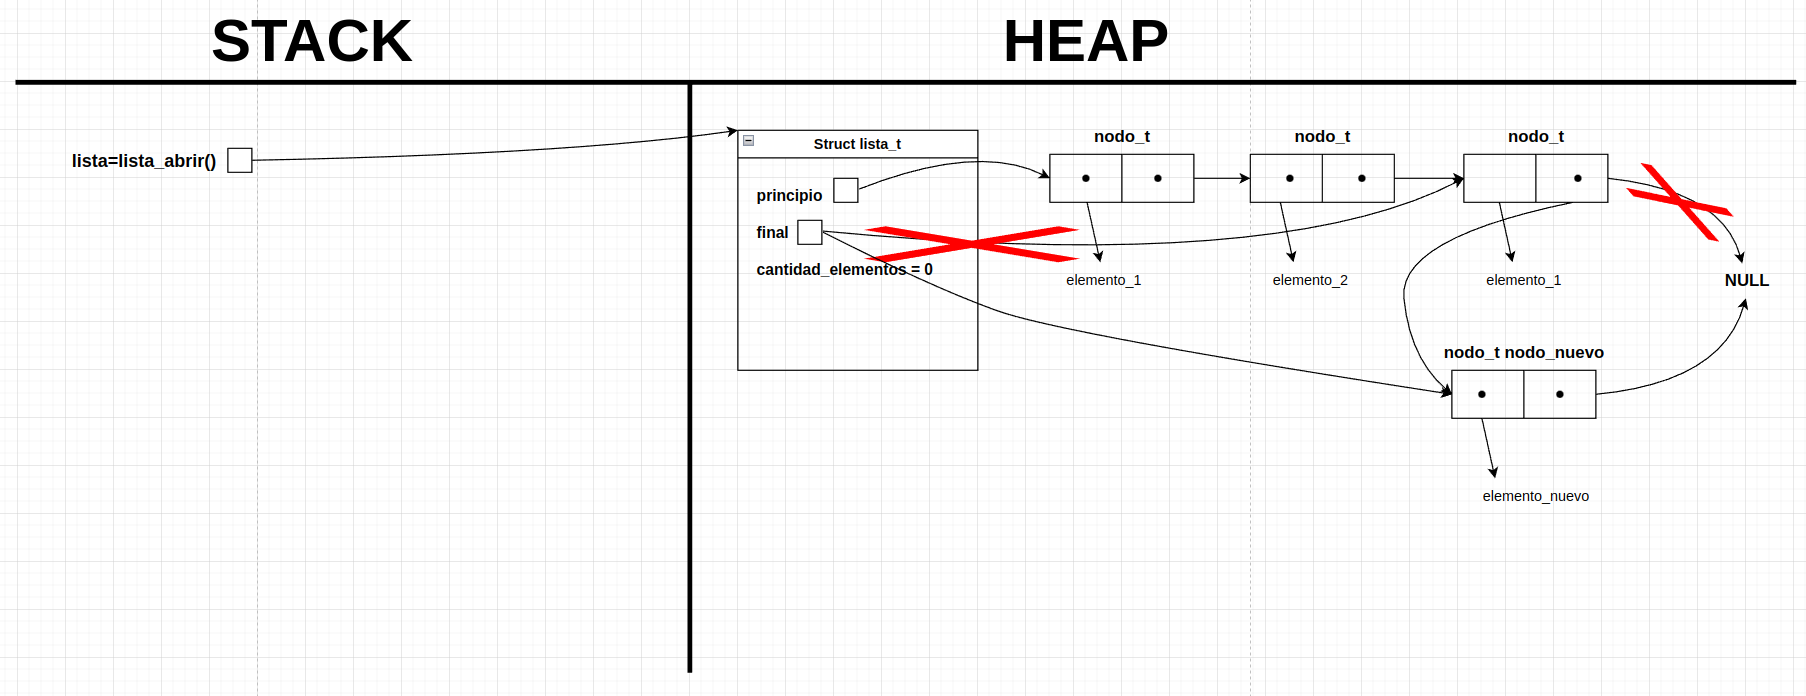 STACK
HEAP
lista=lista_abrir()
Struct lista_t
principio
final
cantidad_elementos = 0
nodo_t
nodo_t
nodo_t
elemento_1
elemento_2
elemento_1
NULL
nodo_t nodo_nuevo
elemento_nuevo